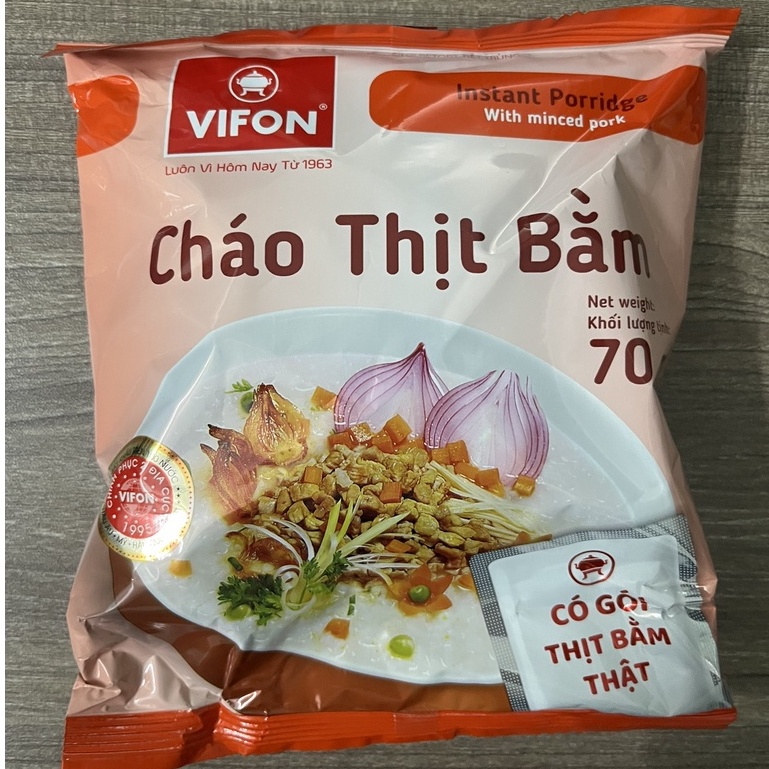 VIFON®
Luôn Vì Hôm Nay Từ 1963
Instant Porridge
With minced pork
Cháo Thịt Bằm
Net weight:
Khối lượng tịnh:
70
VIFON
1995
CÓ GÓI
THỊT BẰM
THẬT